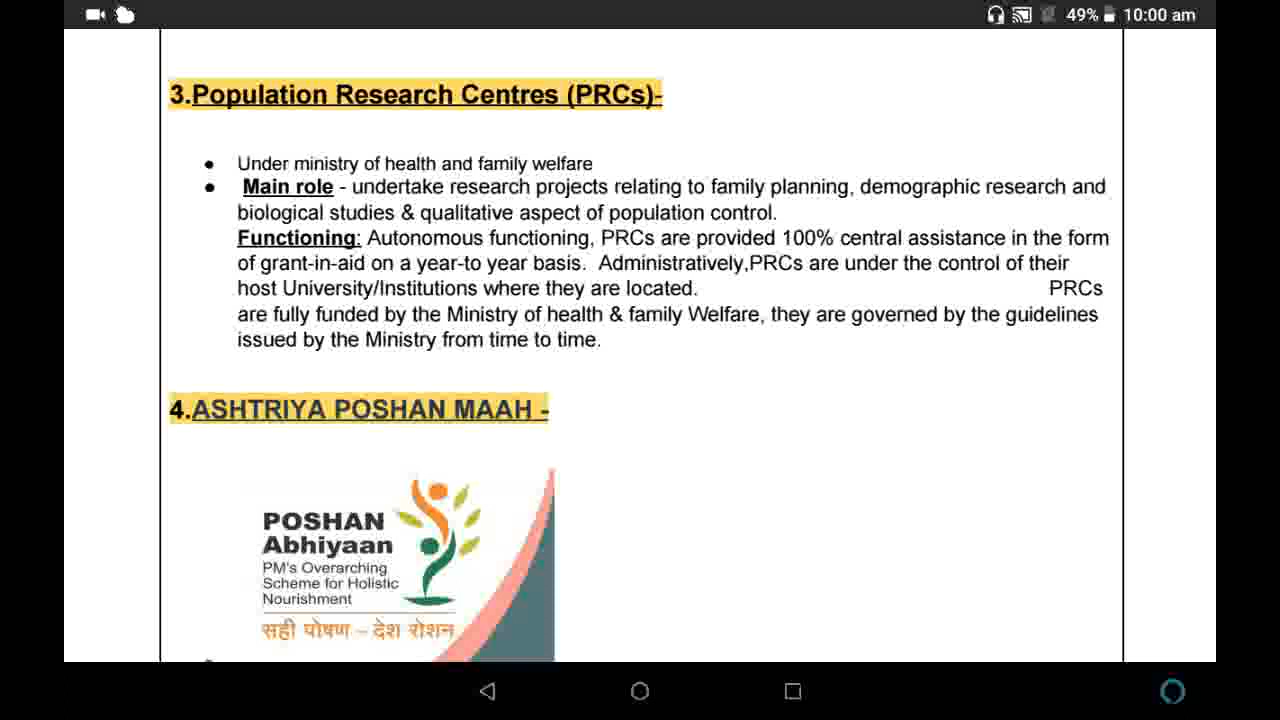 49% 10:00 am
3.Population Research Centres (PRCs)-
● Under ministry of health and family welfare
● Main role - undertake research projects relating to family planning, demographic research and
biological studies & qualitative aspect of population control.
Functioning: Autonomous functioning, PRCs are provided 100% central assistance in the form
of grant-in-aid on a year-to year basis. Administratively,PRCs are under the control of their
host University/Institutions where they are located. PRCs
are fully funded by the Ministry of health & family Welfare, they are governed by the guidelines
issued by the Ministry from time to time.
4.ASHTRIYA POSHAN MAAH -
POSHAN
Abhiyaan
PM's Overarching
Scheme for Holistic
Nourishment
सही पोषण – देश रोशन